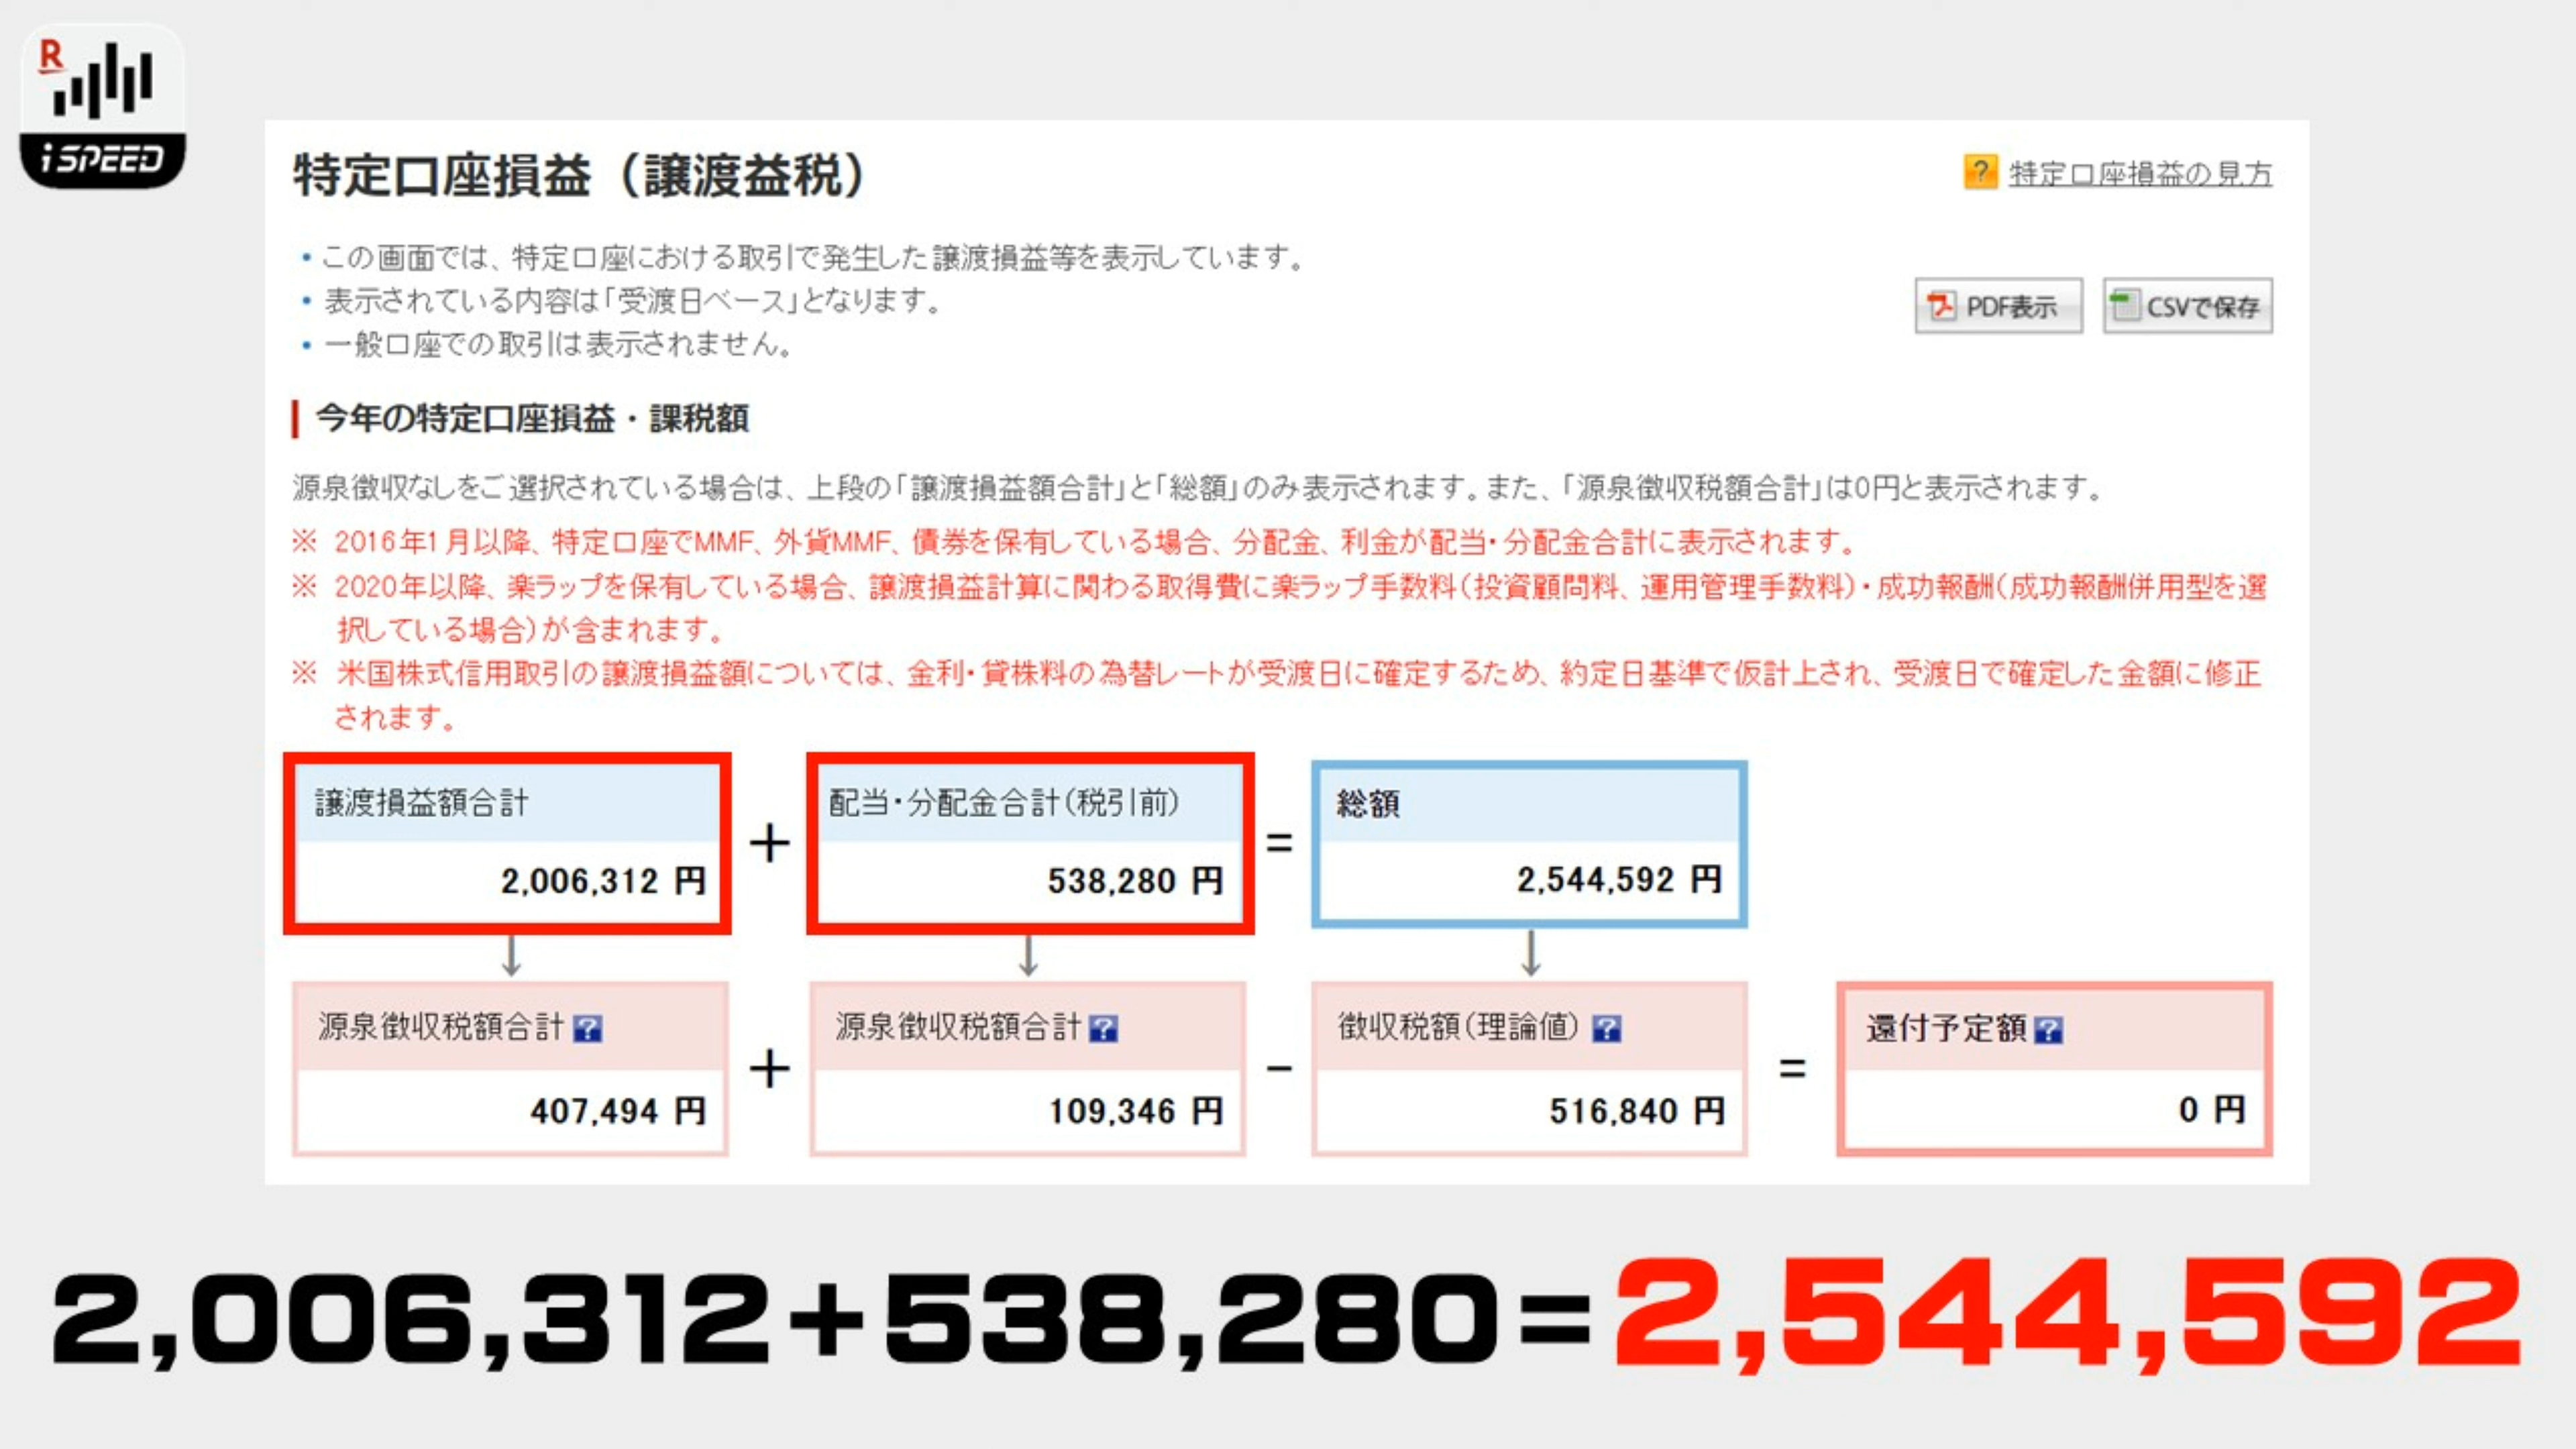 R
iSPEED
特定口座損益（譲渡益税）
? 特定口座損益の見方
• この画面では、特定口座における取引で発生した譲渡損益等を表示しています。
• 表示されている内容は「受渡日ベース」となります。
• 一般口座での取引は表示されません。
PDF表示 CSVで保存
今年の特定口座損益・課税額
源泉徴収なしをご選択されている場合は、上段の「譲渡損益額合計」と「総額」のみ表示されます。また、「源泉徴収税額合計」は0円と表示されます。
※ 2016年1月以降、特定口座でMMF、外貨MMF、債券を保有している場合、分配金、利金が配当・分配金合計に表示されます。
※ 2020年以降、楽ラップを保有している場合、譲渡損益計算に関わる取得費に楽ラップ手数料（投資顧問料、運用管理手数料）・成功報酬（成功報酬併用型を選
択している場合）が含まれます。
※ 米国株式信用取引の譲渡損益額については、金利・貸株料の為替レートが受渡日に確定するため、約定日基準で仮計上され、受渡日で確定した金額に修正
されます。
譲渡損益額合計 + 配当・分配金合計（税引前） = 総額
2,006,312 円 538,280 円 2,544,592 円
↓ ↓ ↓
源泉徴収税額合計 ? + 源泉徴収税額合計 ? - 徴収税額（理論値） ? = 還付予定額 ?
407,494 円 109,346 円 516,840 円 0 円
2,006,312+538,280=2,544,592